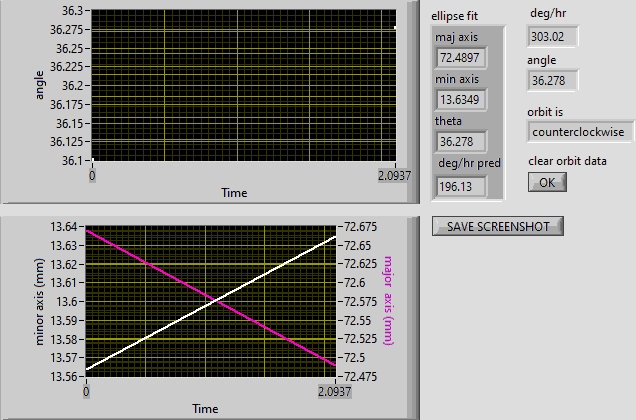 36.3
36.275
36.25
36.225
36.2
36.175
36.15
36.125
36.1
angle
0
2.0937
Time
ellipse fit
maj axis
72.4897
min axis
13.6349
theta
36.278
deg/hr pred
196.13
deg/hr
303.02
angle
36.278
orbit is
counterclockwise
clear orbit data
OK
SAVE SCREENSHOT
13.64
13.63
13.62
13.61
13.6
13.59
13.58
13.57
13.56
minor axis (mm)
72.675
72.65
72.625
72.6
72.575
72.55
72.525
72.5
72.475
major axis (mm)
0
2.0937
Time